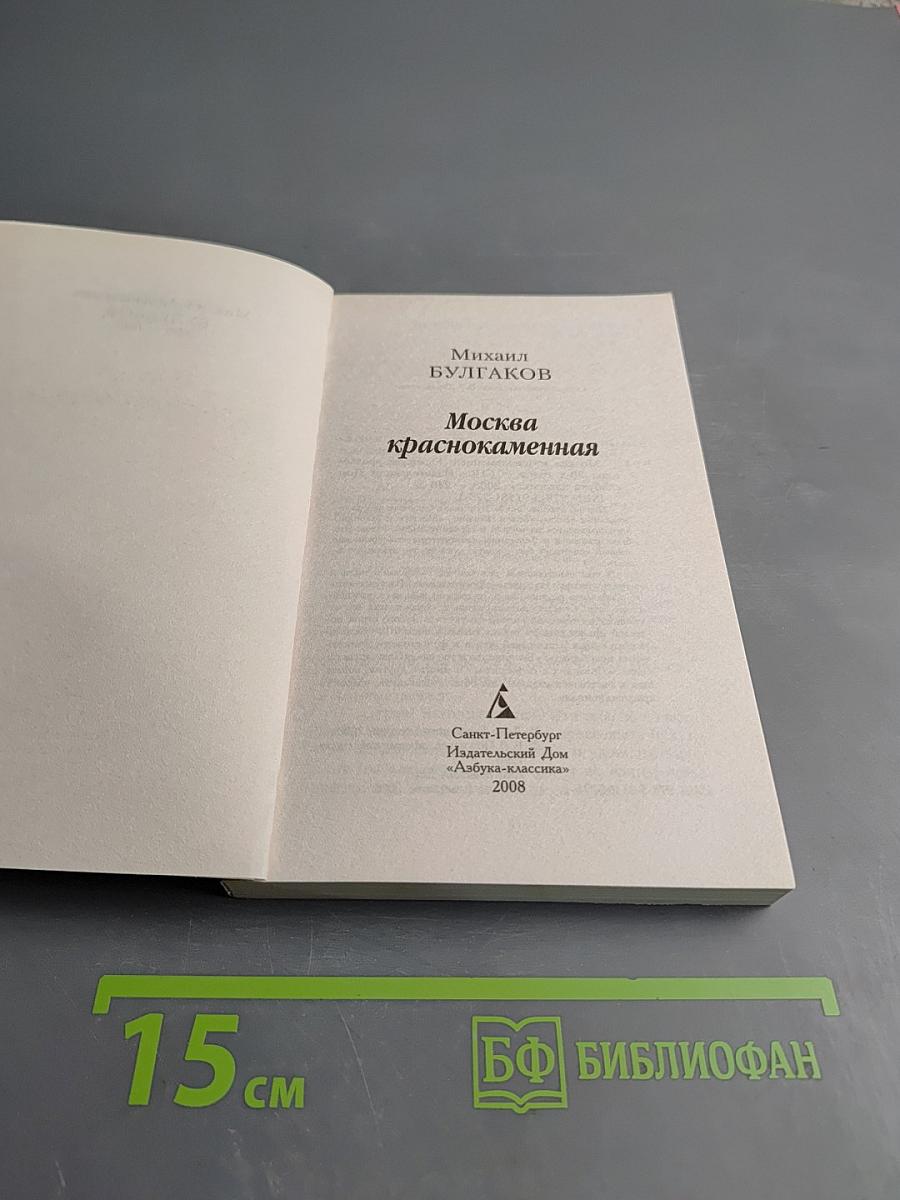 Михаил
БУЛГАКОВ
Москва
краснокаменная
Санкт-Петербург
Издательский Дом
«Азбука-классика»
2008
15 см
БФ БИБЛИОФАН